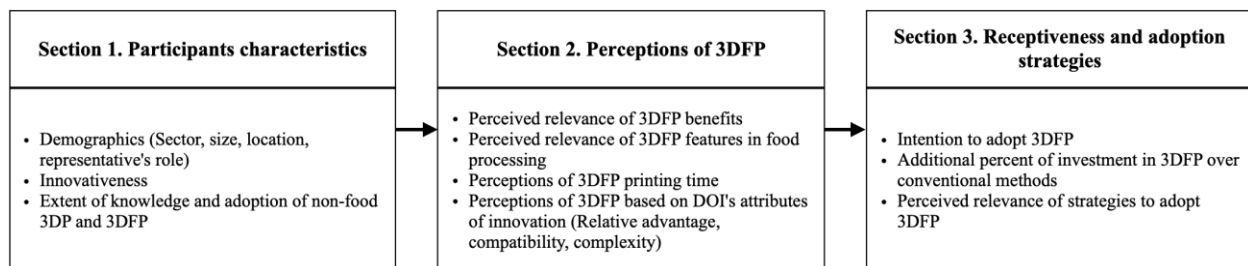 Section 1. Participants characteristics
• Demographics (Sector, size, location,
representative's role)
• Innovativeness
• Extent of knowledge and adoption of non-food
3DP and 3DFP
Section 2. Perceptions of 3DFP
• Perceived relevance of 3DFP benefits
• Perceived relevance of 3DFP features in food
processing
• Perceptions of 3DFP printing time
• Perceptions of 3DFP based on DOI's attributes
of innovation (Relative advantage,
compatibility, complexity)
Section 3. Receptiveness and adoption
strategies
• Intention to adopt 3DFP
• Additional percent of investment in 3DFP over
conventional methods
• Perceived relevance of strategies to adopt
3DFP